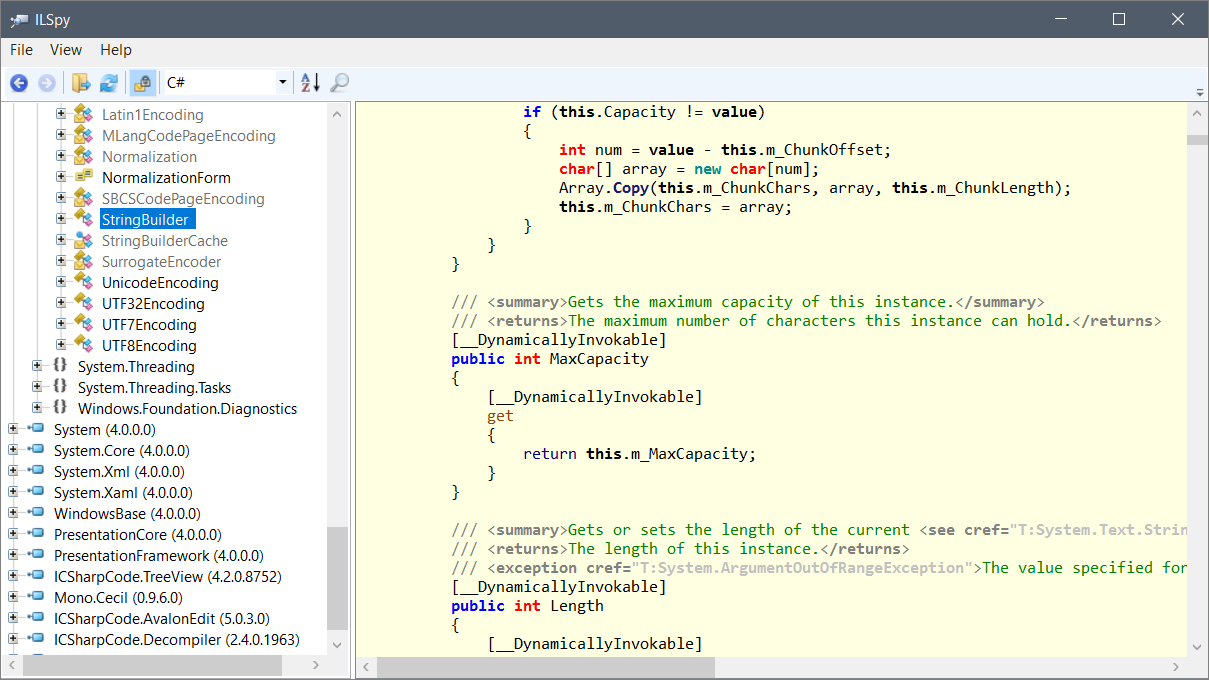 ILSpy
File View Help
C#
Latin1Encoding
MLangCodePageEncoding
Normalization
NormalizationForm
SBCSCodePageEncoding
StringBuilder
StringBuilderCache
SurrogateEncoder
UnicodeEncoding
UTF32Encoding
UTF7Encoding
UTF8Encoding
{} System.Threading
{} System.Threading.Tasks
{} Windows.Foundation.Diagnostics
System (4.0.0.0)
System.Core (4.0.0.0)
System.Xml (4.0.0.0)
System.Xaml (4.0.0.0)
WindowsBase (4.0.0.0)
PresentationCore (4.0.0.0)
PresentationFramework (4.0.0.0)
ICSharpCode.TreeView (4.2.0.8752)
Mono.Cecil (0.9.6.0)
ICSharpCode.AvalonEdit (5.0.3.0)
ICSharpCode.Decompiler (2.4.0.1963)
if (this.Capacity != value)
{
int num = value - this.m_ChunkOffset;
char[] array = new char[num];
Array.Copy(this.m_ChunkChars, array, this.m_ChunkLength);
this.m_ChunkChars = array;
}
}
}
/// <summary>Gets the maximum capacity of this instance.</summary>
/// <returns>The maximum number of characters this instance can hold.</returns>
[__DynamicallyInvokable]
public int MaxCapacity
{
[__DynamicallyInvokable]
get
{
return this.m_MaxCapacity;
}
}
/// <summary>Gets or sets the length of the current <see cref="T:System.Text.Strin
/// <returns>The length of this instance.</returns>
/// <exception cref="T:System.ArgumentOutOfRangeException">The value specified for
[__DynamicallyInvokable]
public int Length
{
[__DynamicallyInvokable]